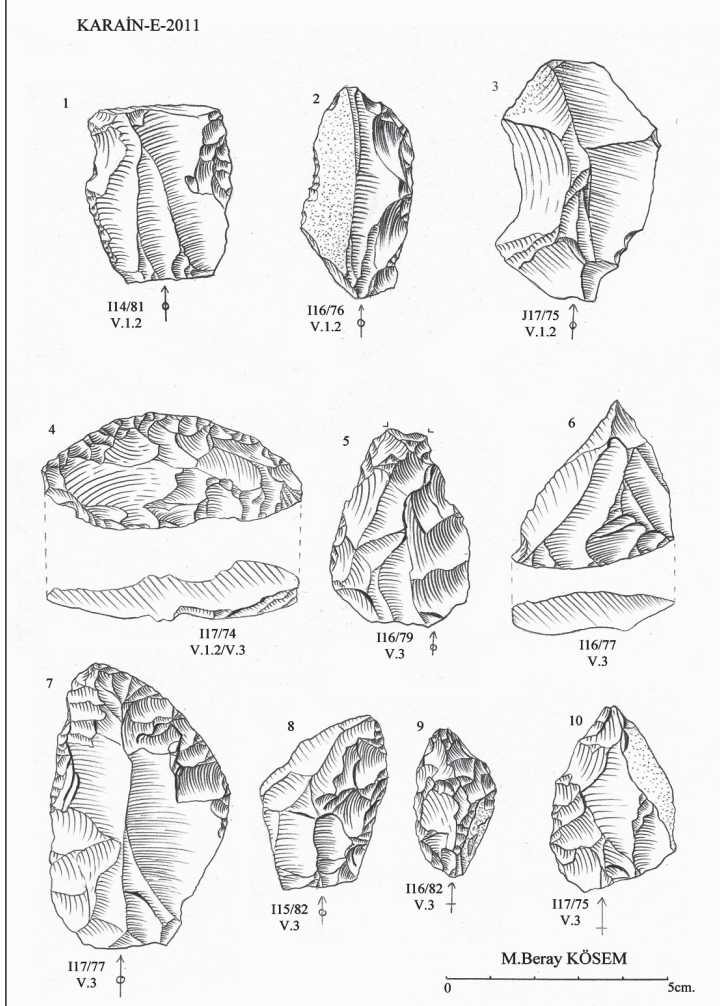 KARAİN-E-2011
1
2
3
I14/81
V.1.2
I16/76
V.1.2
J17/75
V.1.2
4
5
6
I17/74
V.1.2/V.3
I16/79
V.3
I16/77
V.3
7
8
9
10
I15/82
V.3
I16/82
V.3
I17/75
V.3
I17/77
V.3
M.Beray KÖSEM
0
5cm.